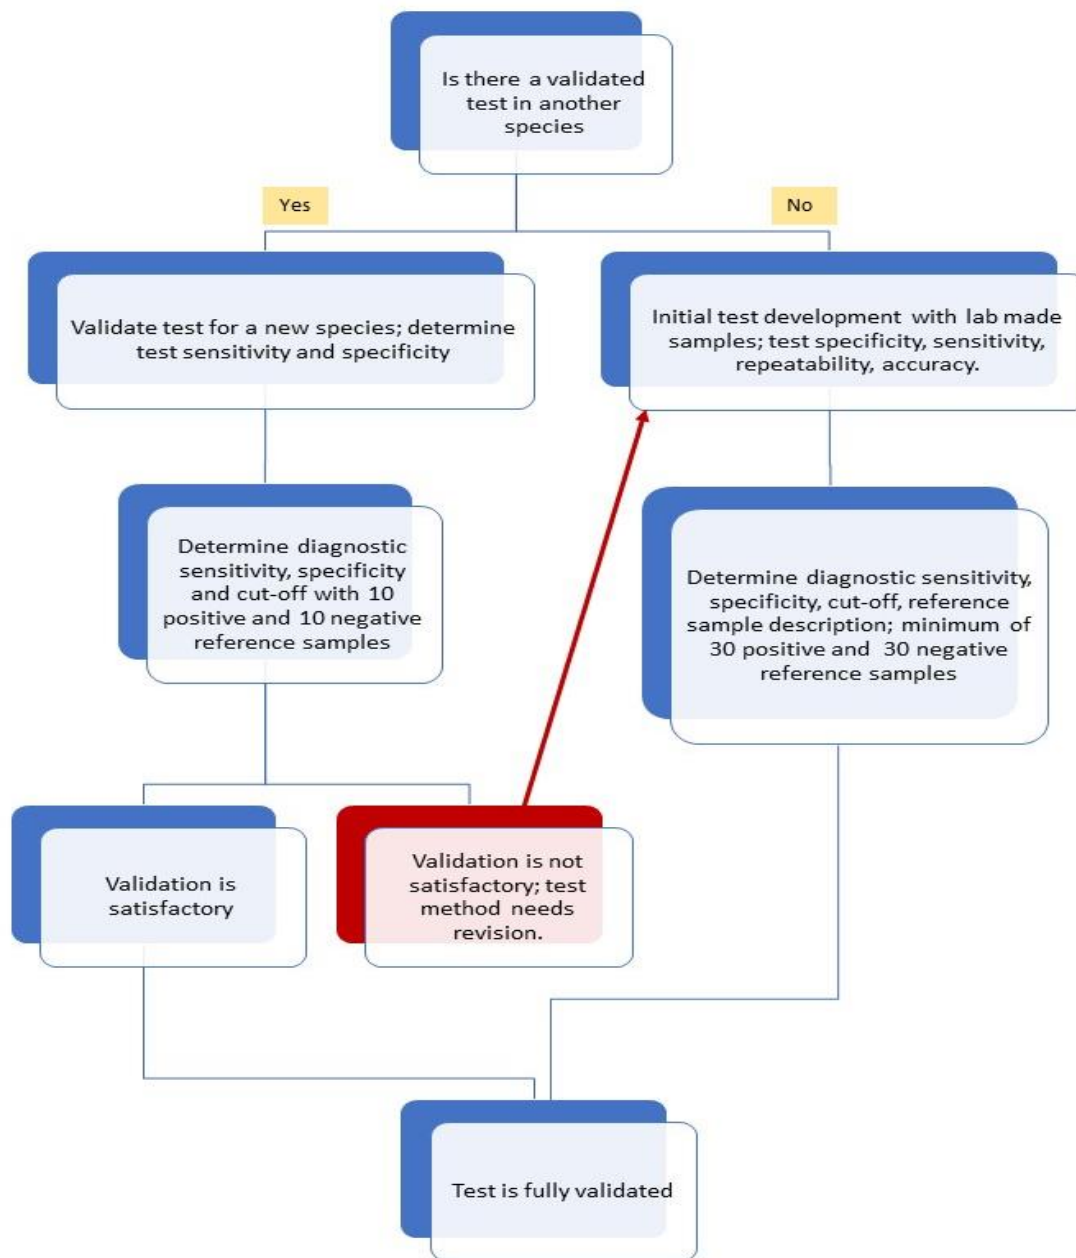 Is there a validated
test in another
species
Yes
No
Validate test for a new species; determine
test sensitivity and specificity
Initial test development with lab made
samples; test specificity, sensitivity,
repeatability, accuracy.
Determine diagnostic
sensitivity, specificity
and cut-off with 10
positive and 10 negative
reference samples
Determine diagnostic sensitivity,
specificity, cut-off, reference
sample description; minimum of
30 positive and 30 negative
reference samples
Validation is
satisfactory
Validation is not
satisfactory; test
method needs
revision.
Test is fully validated